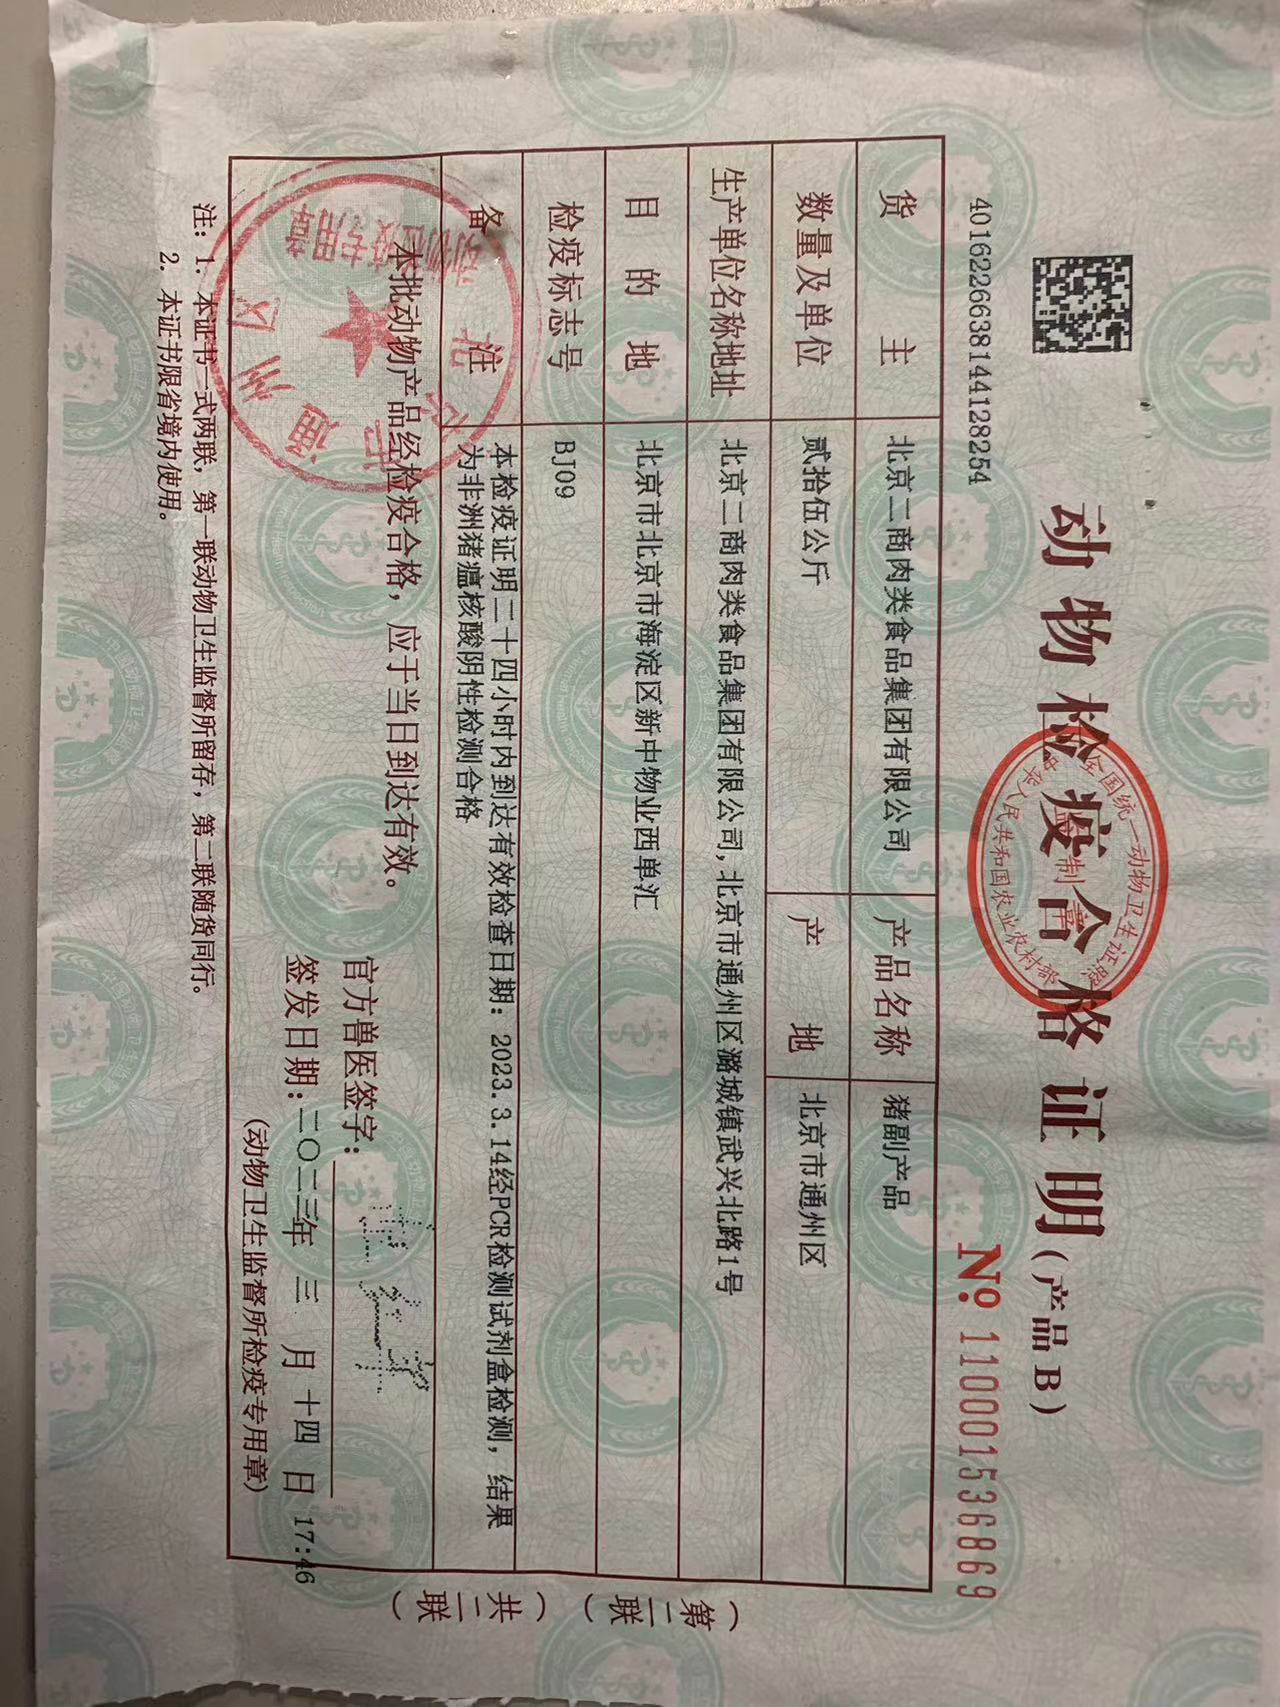 动物检疫合格证明(产品 B)
4016226638144128254
№ 110001536869
货主 北京二商肉类食品集团有限公司 产品名称 猪副产品
数量及单位 贰拾伍公斤 产地 北京市通州区
生产单位名称地址 北京二商肉类食品集团有限公司,北京市通州区潞城镇武兴北路1号
目的地 北京市北京市海淀区新中物业西单汇
检疫标志号 BJ09
备注 本检疫证明二十四小时内到达有效检查日期:2023.3.14经PCR检测试剂盒检测,结果
为非洲猪瘟核酸阴性检测合格
本批动物产品经检疫合格,应于当日到达有效。
官方兽医签字:
签发日期:二〇二三年 三 月 十四 日 17:46
(动物卫生监督所检疫专用章)
注:1. 本证书一式两联,第一联动物卫生监督所留存,第二联随货同行。
2. 本证书限省境内使用。
(第二联)
(共二联)
全国统一动物卫生证照
监制章
中华人民共和国农业农村部
通州区
动物检疫专用章